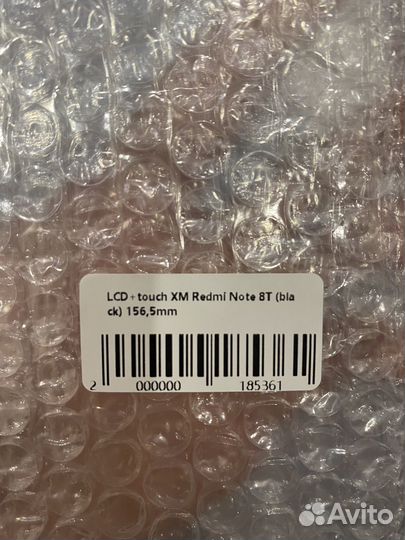 LCD+touch XM Redmi Note 8T (bla
ck) 156,5mm
2 000000 185361
Avito